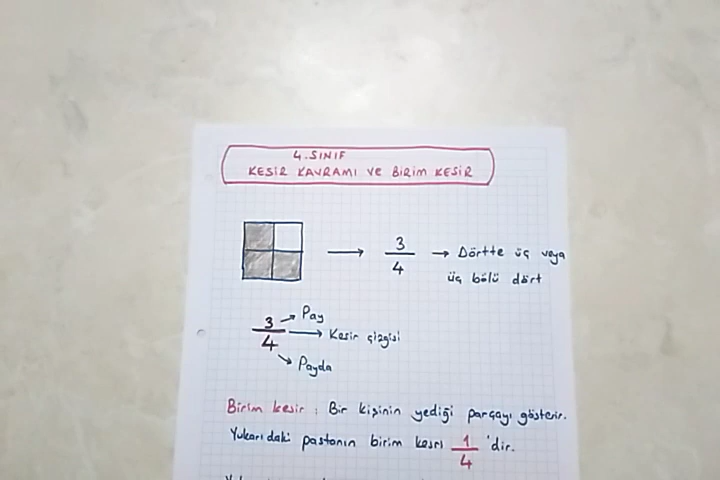 4. SINIF
KESİR KAVRAMI VE BİRİM KESİR
3/4 → Dörtte üç veya
üç bölü dört
3/4
Pay
Kesir çizgisi
Payda
Birim kesir : Bir kişinin yediği parçayı gösterir.
Yukarıdaki pastanın birim kesri 1/4 'dir.